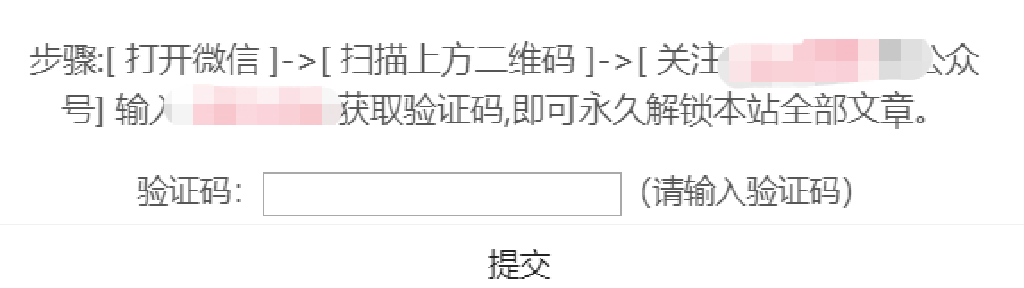 步骤:[ 打开微信 ]->[ 扫描上方二维码 ]->[ 关注公众
号] 输入获取验证码,即可永久解锁本站全部文章。
验证码：（请输入验证码）
提交